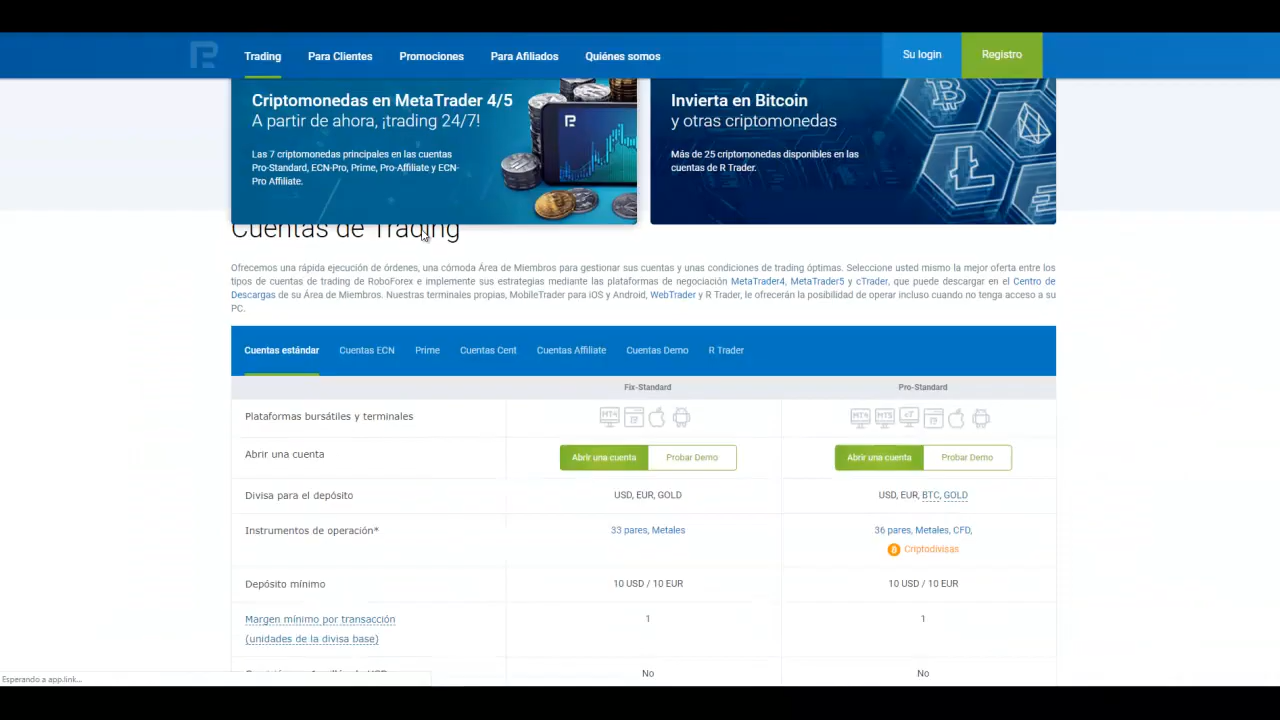 Trading Para Clientes Promociones Para Afiliados Quiénes somos Su login Registro
Criptomonedas en MetaTrader 4/5
A partir de ahora, ¡trading 24/7!
Las 7 criptomonedas principales en las cuentas
Pro-Standard, ECN-Pro, Prime, Pro-Affiliate y ECN-
Pro Affiliate.
Invierta en Bitcoin
y otras criptomonedas
Más de 25 criptomonedas disponibles en las
cuentas de R Trader.
Cuentas de Trading
Ofrecemos una rápida ejecución de órdenes, una cómoda Área de Miembros para gestionar sus cuentas y unas condiciones de trading óptimas. Seleccione usted mismo la mejor oferta entre los
tipos de cuentas de trading de RoboForex e implemente sus estrategias mediante las plataformas de negociación MetaTrader4, MetaTrader5 y cTrader, que puede descargar en el Centro de
Descargas de su Área de Miembros. Nuestras terminales propias, MobileTrader para iOS y Android, WebTrader y R Trader, le ofrecerán la posibilidad de operar incluso cuando no tenga acceso a su
PC.
Cuentas estándar Cuentas ECN Prime Cuentas Cent Cuentas Affiliate Cuentas Demo R Trader
Fix-Standard Pro-Standard
Plataformas bursátiles y terminales MT4 MT4 MT5 cT
Abrir una cuenta Abrir una cuenta Probar Demo Abrir una cuenta Probar Demo
Divisa para el depósito USD, EUR, GOLD USD, EUR, BTC, GOLD
Instrumentos de operación* 33 pares, Metales 36 pares, Metales, CFD,
Criptodivisas
Depósito mínimo 10 USD / 10 EUR 10 USD / 10 EUR
Margen mínimo por transacción
(unidades de la divisa base) 1 1
No No
Esperando a app.link...